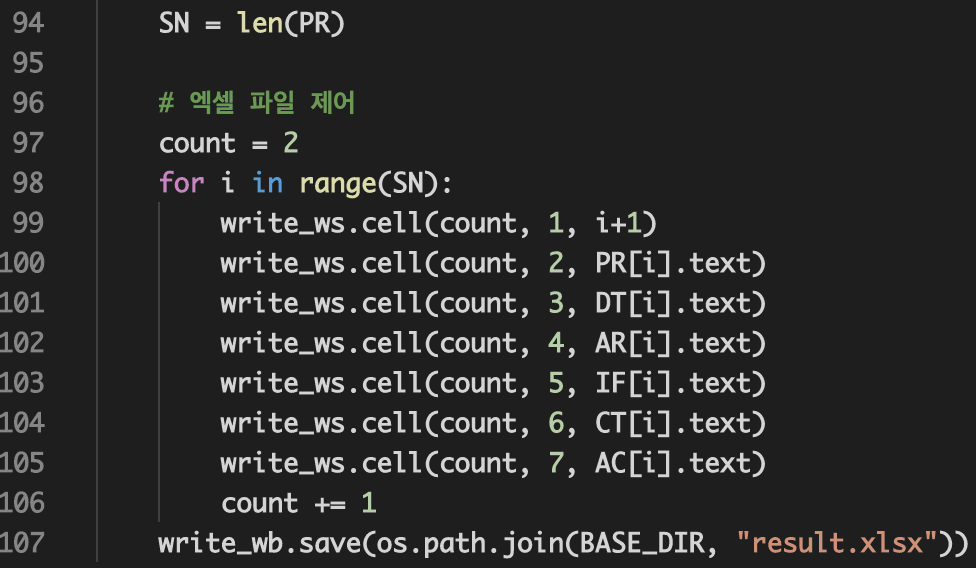 94 SN = len(PR)
95
96 # 엑셀 파일 제어
97 count = 2
98 for i in range(SN):
99 write_ws.cell(count, 1, i+1)
100 write_ws.cell(count, 2, PR[i].text)
101 write_ws.cell(count, 3, DT[i].text)
102 write_ws.cell(count, 4, AR[i].text)
103 write_ws.cell(count, 5, IF[i].text)
104 write_ws.cell(count, 6, CT[i].text)
105 write_ws.cell(count, 7, AC[i].text)
106 count += 1
107 write_wb.save(os.path.join(BASE_DIR, "result.xlsx"))